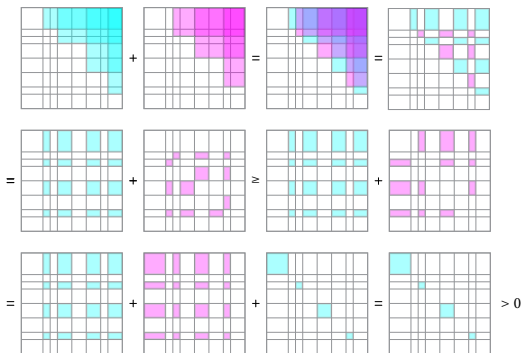 + = =
= + ≥ +
= + + = > 0